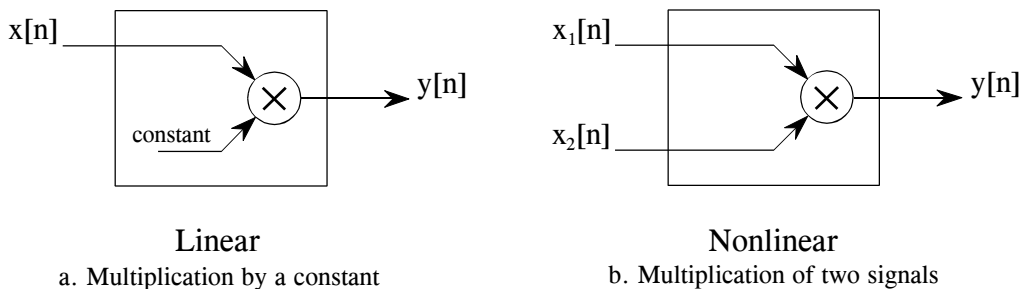 x[n]
constant
y[n]
Linear
a. Multiplication by a constant
x₁[n]
x₂[n]
y[n]
Nonlinear
b. Multiplication of two signals